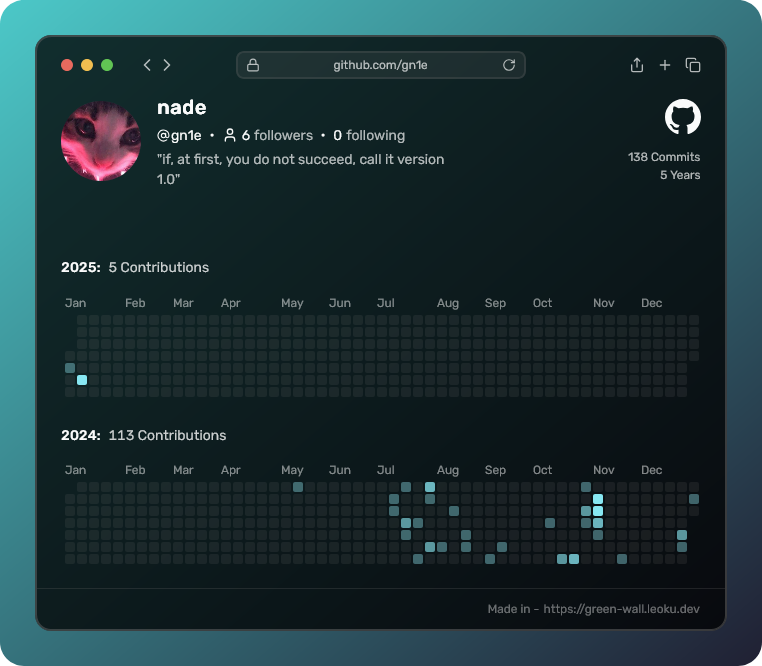 github.com/gn1e
nade
@gn1e • 6 followers • 0 following
"if, at first, you do not succeed, call it version
1.0"
138 Commits
5 Years
2025: 5 Contributions
Jan Feb Mar Apr May Jun Jul Aug Sep Oct Nov Dec
2024: 113 Contributions
Jan Feb Mar Apr May Jun Jul Aug Sep Oct Nov Dec
Made in - https://green-wall.leoku.dev